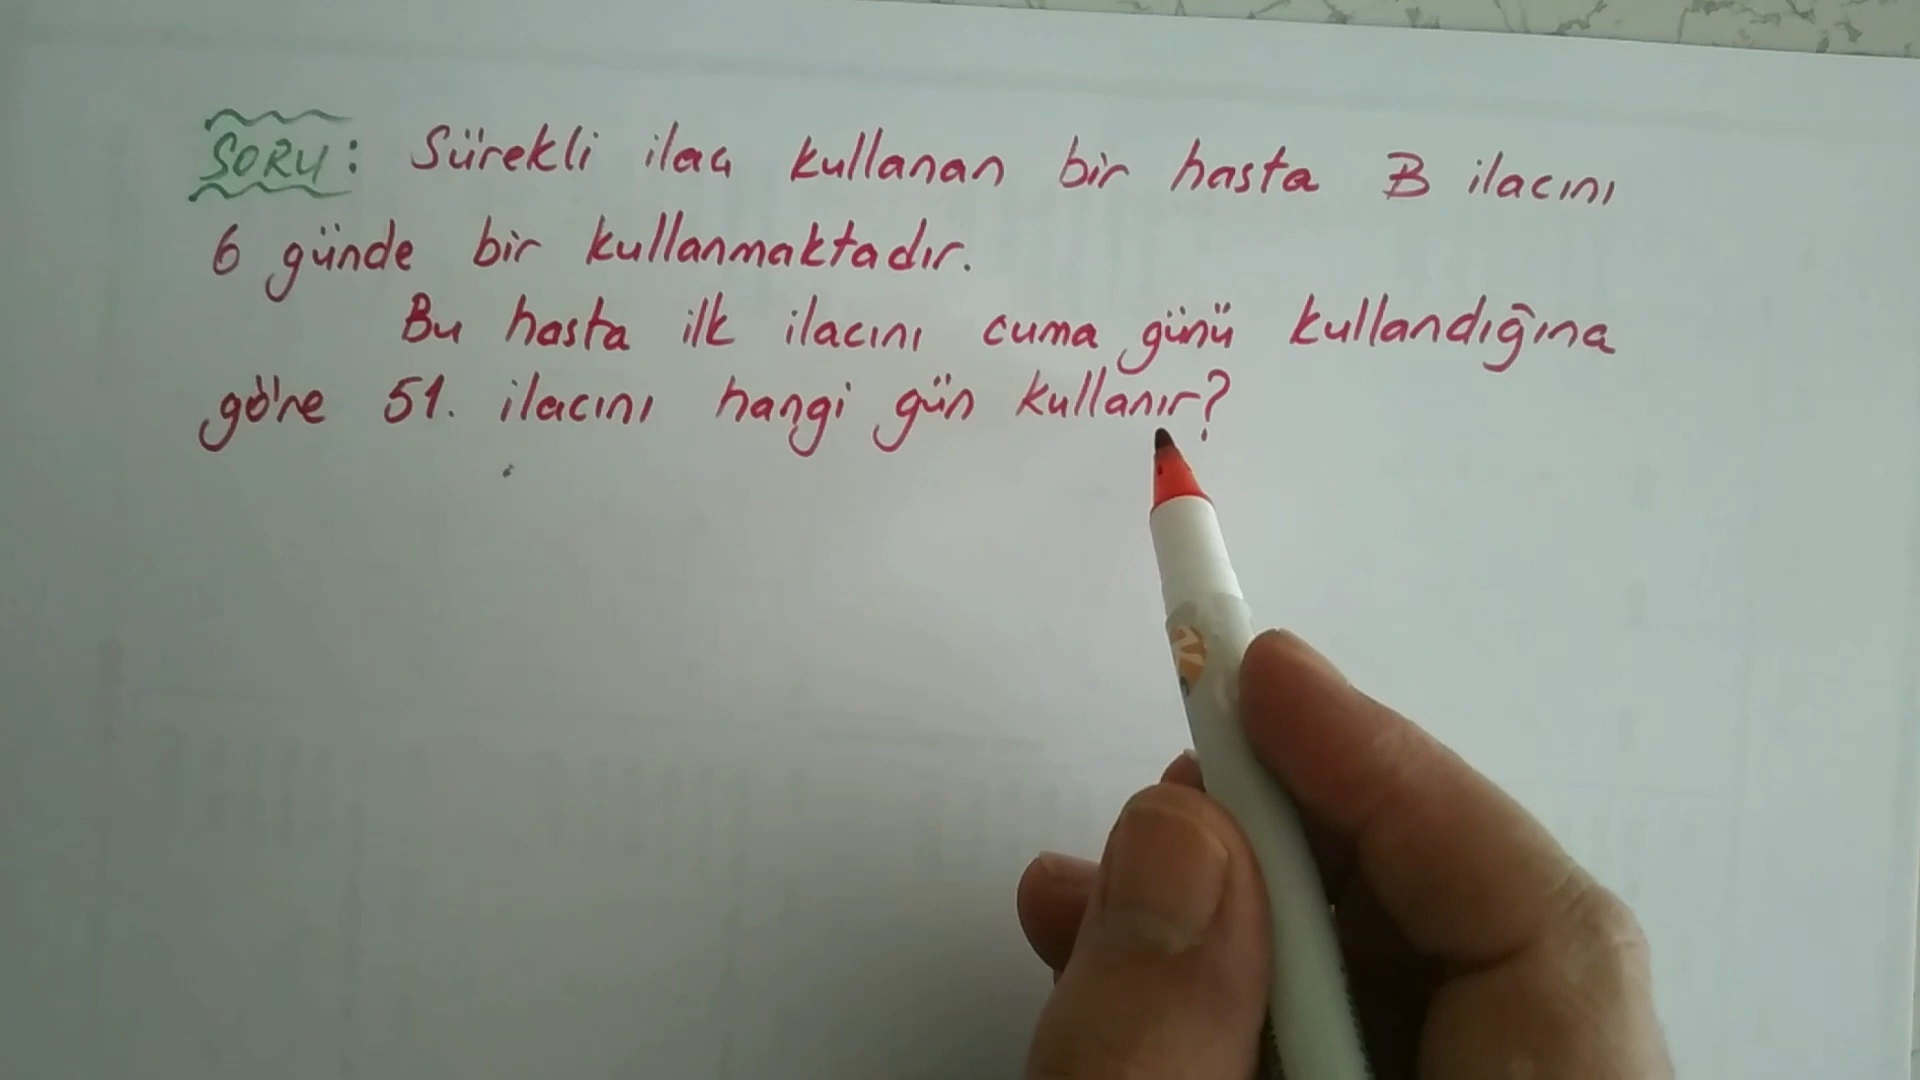 SORU: Sürekli ilaç kullanan bir hasta B ilacını
6 günde bir kullanmaktadır.
Bu hasta ilk ilacını cuma günü kullandığına
göre 51. ilacını hangi gün kullanır?